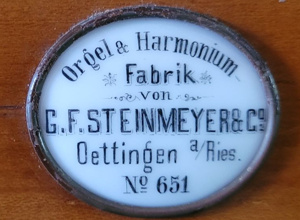 Orgel & Harmonium
Fabrik
von
G.F. STEINMEYER & Co
Oettingen a/Ries.
No 651